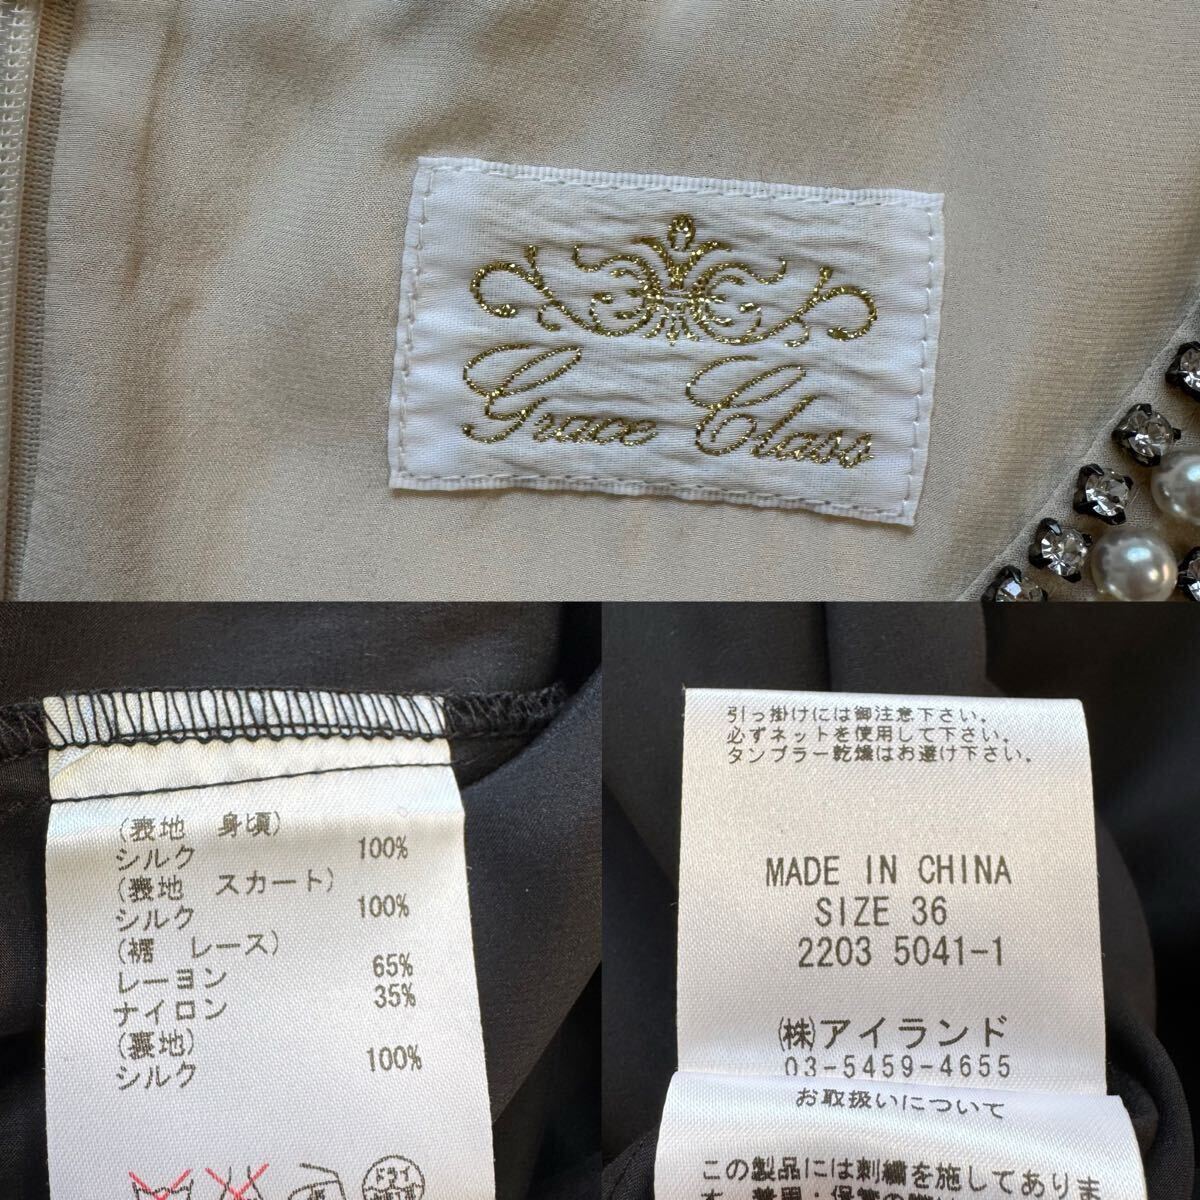 Grace Class
(表地 身頃)
シルク 100%
(表地 スカート)
シルク 100%
(裾 レース)
レーヨン 65%
ナイロン 35%
(裏地)
シルク 100%
ドライ
引っ掛けには御注意下さい。
必ずネットを使用して下さい。
タンブラー乾燥はお避け下さい。
MADE IN CHINA
SIZE 36
2203 5041-1
(株)アイランド
03-5459-4655
お取扱いについて
この製品には刺繍を施してありま